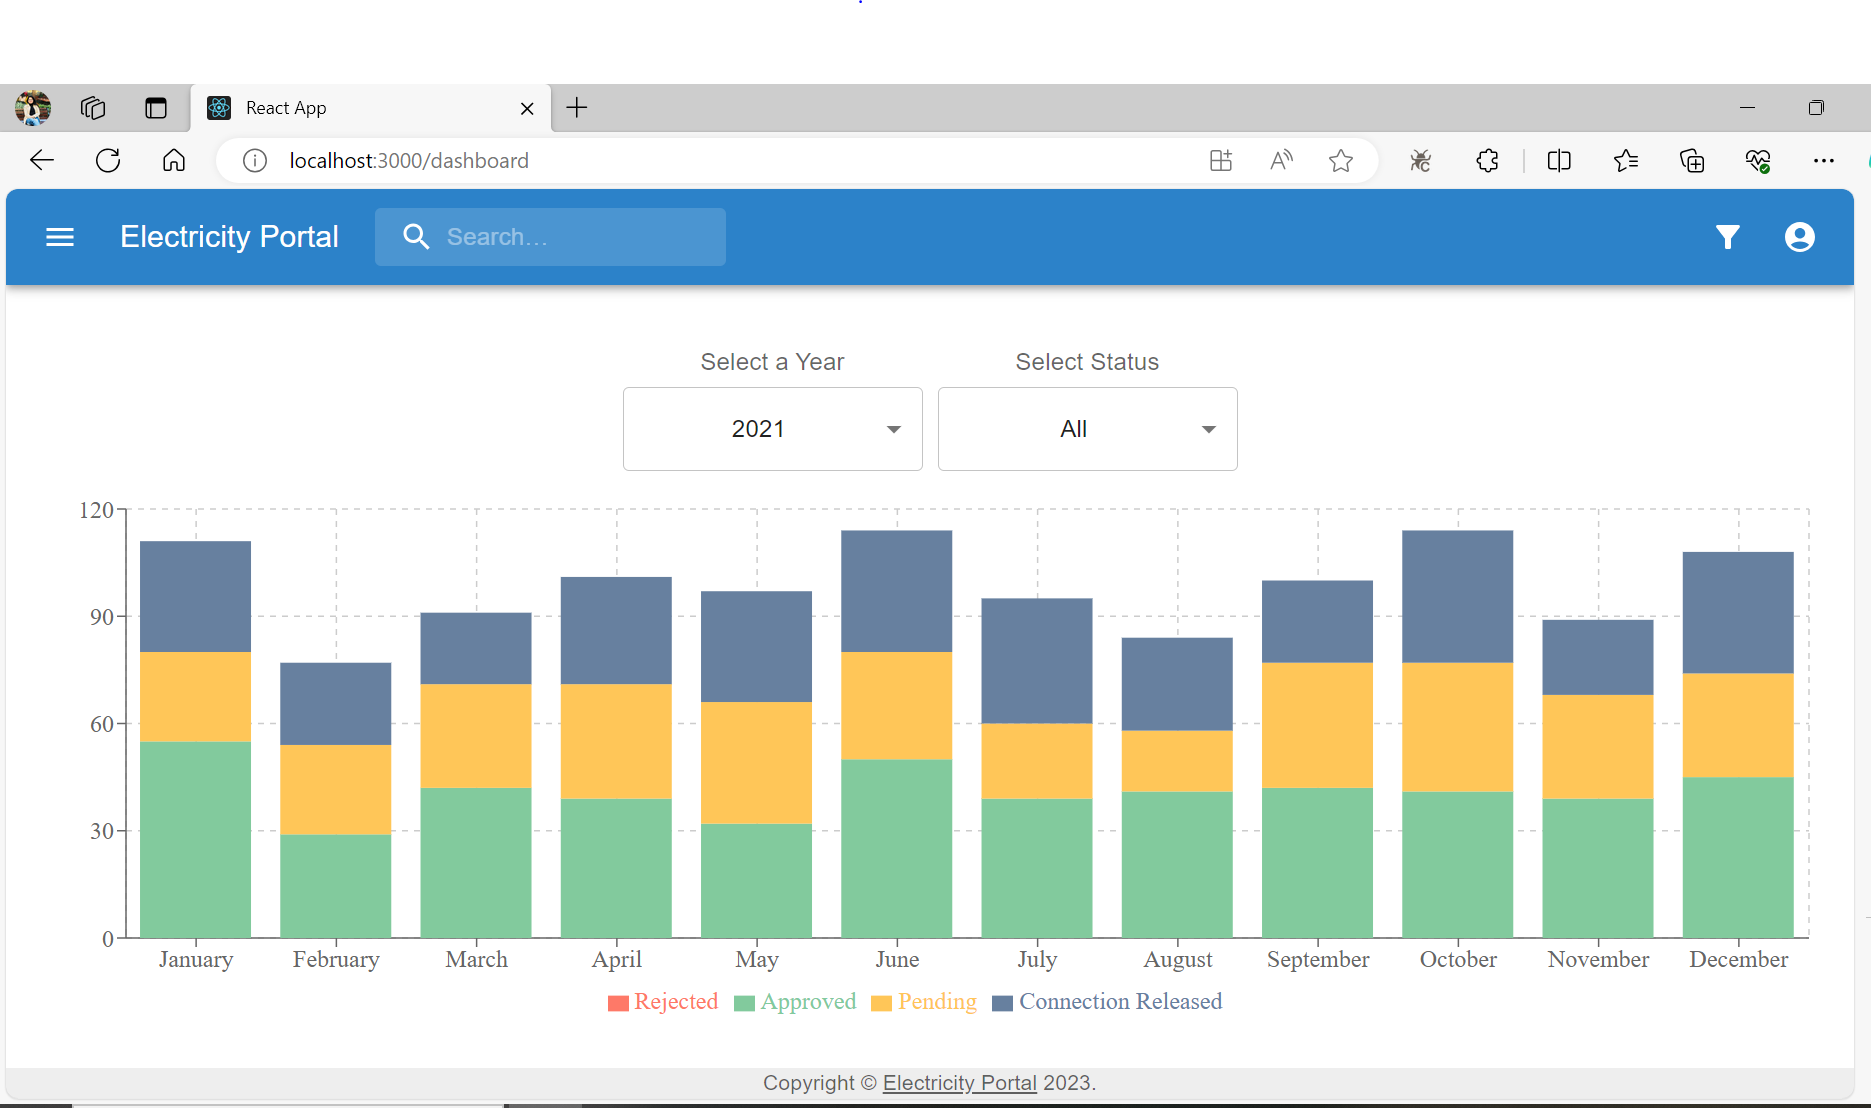 React App
localhost:3000/dashboard
Electricity Portal
Search...
Select a Year
Select Status
2021
All
120
90
60
30
0
January February March April May June July August September October November December
Rejected Approved Pending Connection Released
Copyright © Electricity Portal 2023.